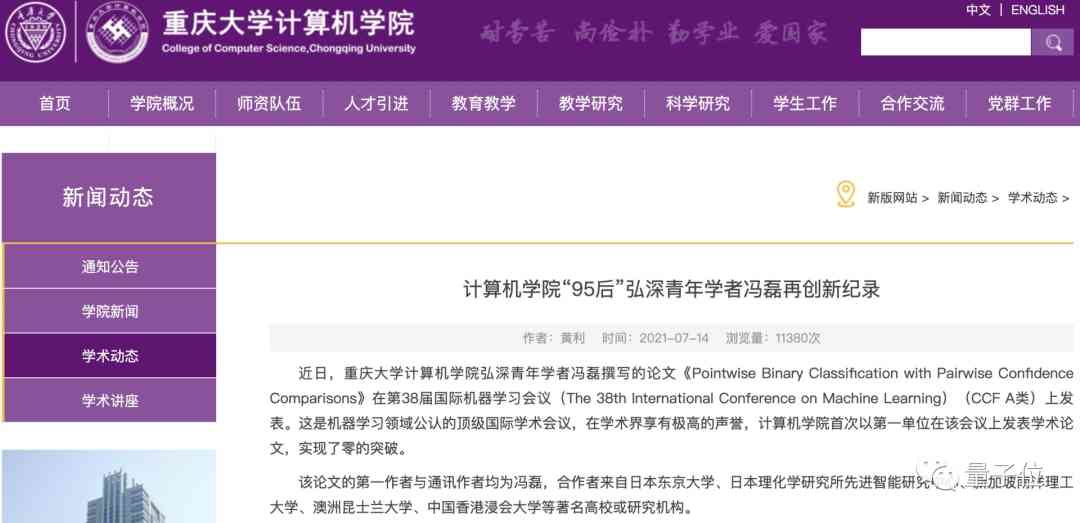 中文 | ENGLISH
重庆大学计算机学院
College of Computer Science,Chongqing University
耐劳苦 尚俭朴 勤学业 爱国家
首页 学院概况 师资队伍 人才引进 教育教学 教学研究 科学研究 学生工作 合作交流 党群工作
新闻动态
新版网站 > 新闻动态 > 学术动态 >
通知公告
学院新闻
学术动态
学术讲座
计算机学院“95后”弘深青年学者冯磊再创新纪录
作者：黄利 时间：2021-07-14 浏览量：11380次
近日，重庆大学计算机学院弘深青年学者冯磊撰写的论文《Pointwise Binary Classification with Pairwise Confidence
Comparisons》在第38届国际机器学习会议（The 38th International Conference on Machine Learning）（CCF A类）上发
表。这是机器学习领域公认的顶级国际学术会议，在学术界享有极高的声誉，计算机学院首次以第一单位在该会议上发表学术论
文，实现了零的突破。
该论文的第一作者与通讯作者均为冯磊，合作者来自日本东京大学、日本理化学研究所先进智能研究中心、新加坡南洋理工
大学、澳洲昆士兰大学、中国香港浸会大学等著名高校或研究机构。
量子位